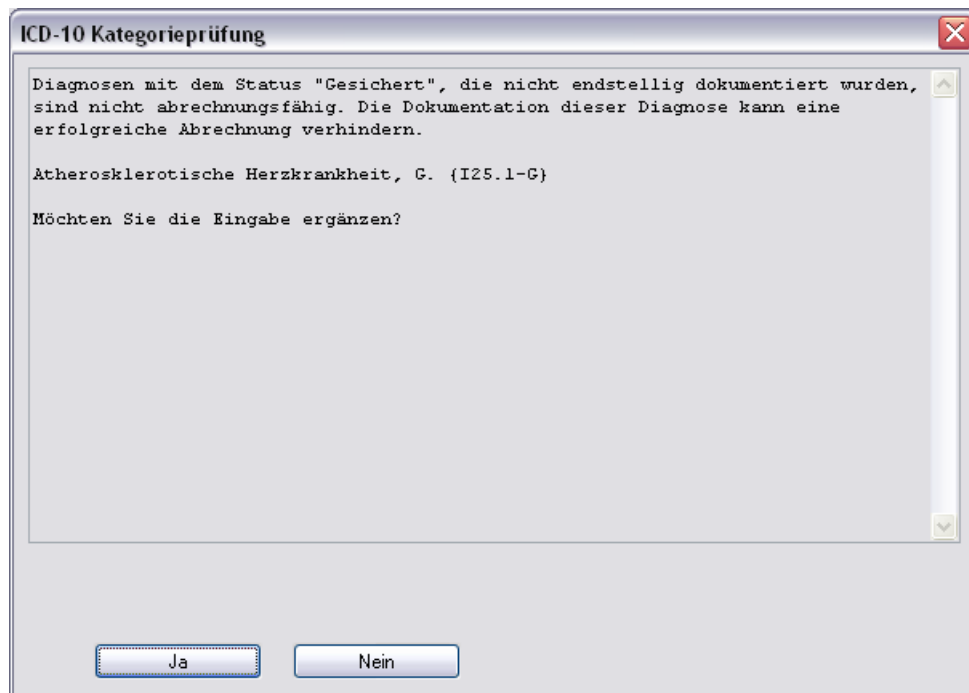 ICD-10 Kategorieprüfung
Diagnosen mit dem Status "Gesichert", die nicht endstellig dokumentiert wurden,
sind nicht abrechnungsfähig. Die Dokumentation dieser Diagnose kann eine
erfolgreiche Abrechnung verhindern.
Atherosklerotische Herzkrankheit, G. {I25.1-G}
Möchten Sie die Eingabe ergänzen?
Ja
Nein